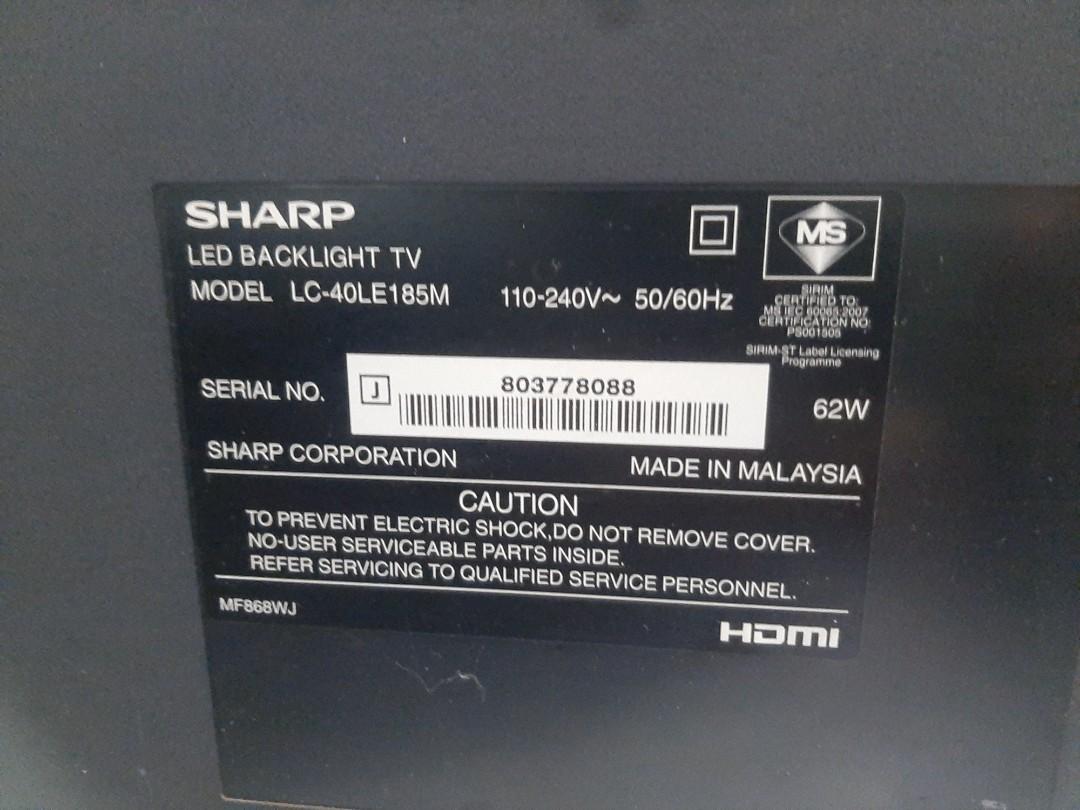 SHARP
LED BACKLIGHT TV
MODEL LC-40LE185M 110-240V~ 50/60Hz
MS
SIRIM
CERTIFIED TO:
MS IEC 60065:2007
CERTIFICATION NO:
PS001505
SIRIM-ST Label Licensing
Programme
SERIAL NO. J 803778088
62W
SHARP CORPORATION MADE IN MALAYSIA
CAUTION
TO PREVENT ELECTRIC SHOCK,DO NOT REMOVE COVER.
NO-USER SERVICEABLE PARTS INSIDE.
REFER SERVICING TO QUALIFIED SERVICE PERSONNEL.
MF868WJ
HDMI